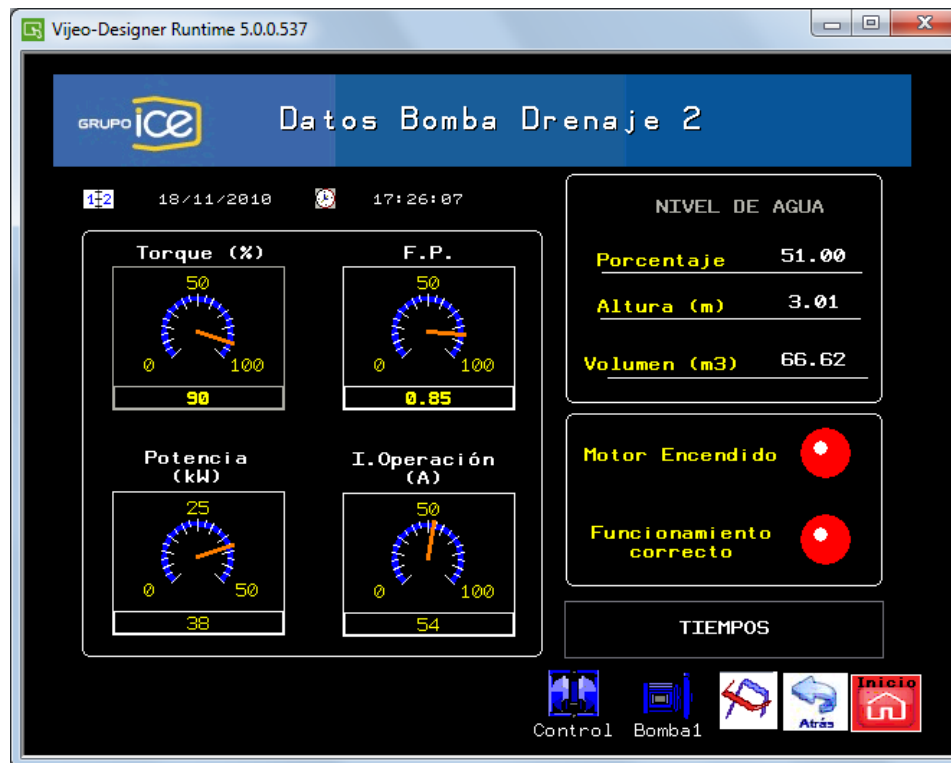 Vijeo-Designer Runtime 5.0.0.537
GRUPO ice
Datos Bomba Drenaje 2
1 2 18/11/2010 17:26:07
NIVEL DE AGUA
Porcentaje 51.00
Altura (m) 3.01
Volumen (m3) 66.62
Torque (%)
50
0 100
90
F.P.
50
0 100
0.85
Potencia
(kW)
25
0 50
38
I.Operación
(A)
50
0 100
54
Motor Encendido
Funcionamiento
correcto
TIEMPOS
Control
Bomba1
Atrás
Inicio